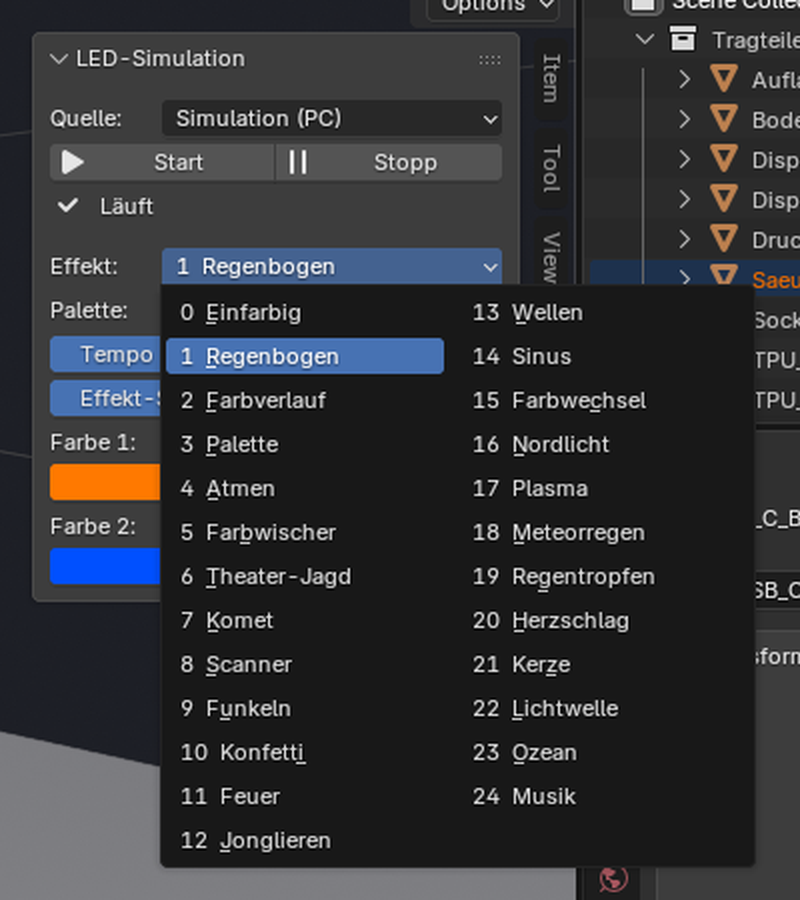 Options
LED-Simulation
Quelle: Simulation (PC)
Start Stopp
Läuft
Effekt: 1 Regenbogen
Palette:
Tempo
Farbe 1:
Farbe 2:
0 Einfarbig
1 Regenbogen
2 Farbverlauf
3 Palette
4 Atmen
5 Farbwischer
6 Theater-Jagd
7 Komet
8 Scanner
9 Funkeln
10 Konfetti
11 Feuer
12 Jonglieren
13 Wellen
14 Sinus
15 Farbwechsel
16 Nordlicht
17 Plasma
18 Meteorregen
19 Regentropfen
20 Herzschlag
21 Kerze
22 Lichtwelle
23 Ozean
24 Musik
Item
Tool
View
Scene Colle
Tragteile
Aufla
Bode
Disp
Disp
Druc
Saeu
Sock
TPU_
TPU_
_C_B
sform